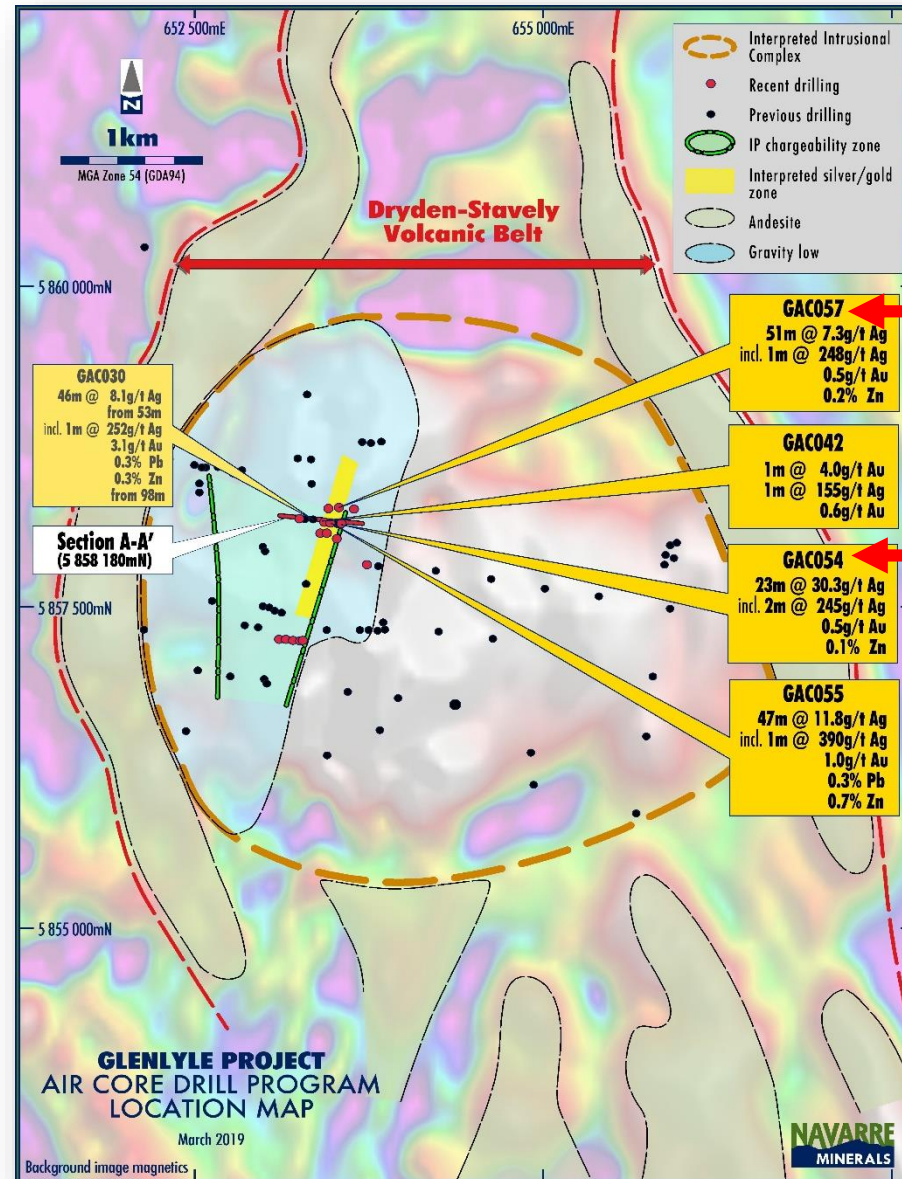 652 500mE
655 000mE
Interpreted Intrusional
Complex
Recent drilling
Previous drilling
IP chargeability zone
Interpreted silver/gold
zone
Andesite
Gravity low
N
1km
MGA Zone 54 (GDA94)
Dryden-Stavely
Volcanic Belt
5 860 000mN
GAC057
51m @ 7.3g/t Ag
incl. 1m @ 248g/t Ag
0.5g/t Au
0.2% Zn
GAC030
46m @ 8.1g/t Ag
from 53m
incl. 1m @ 252g/t Ag
3.1g/t Au
0.3% Pb
0.3% Zn
from 98m
GAC042
1m @ 4.0g/t Au
1m @ 155g/t Ag
0.6g/t Au
Section A-A'
(5 858 180mN)
GAC054
23m @ 30.3g/t Ag
incl. 2m @ 245g/t Ag
0.5g/t Au
0.1% Zn
5 857 500mN
GAC055
47m @ 11.8g/t Ag
incl. 1m @ 390g/t Ag
1.0g/t Au
0.3% Pb
0.7% Zn
5 855 000mN
GLENLYLE PROJECT
AIR CORE DRILL PROGRAM
LOCATION MAP
March 2019
Background image magnetics
NAVARRE
MINERALS